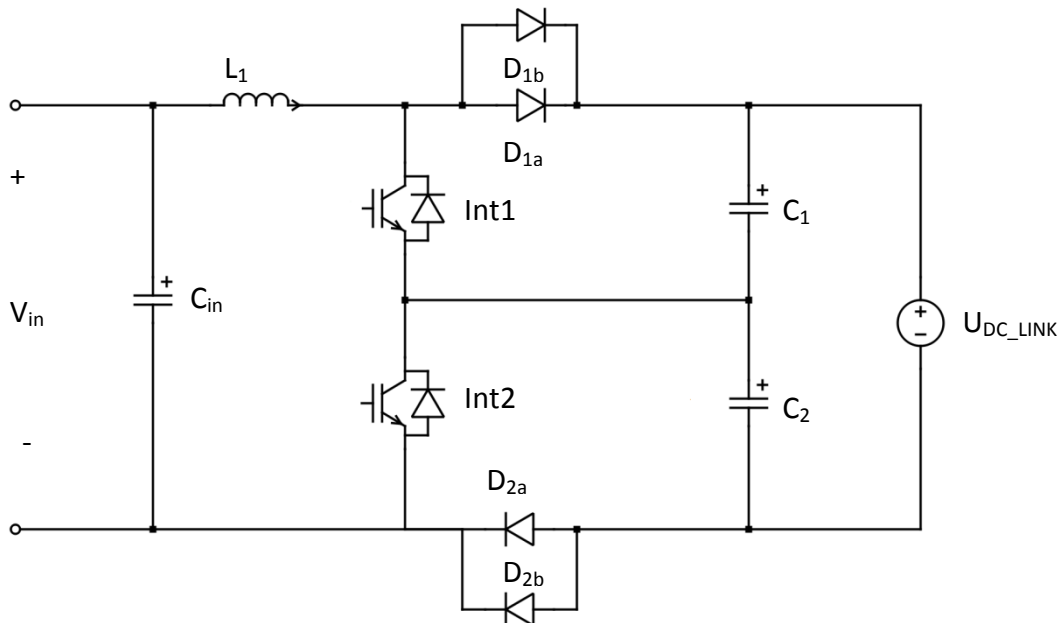 L₁
D₁b
D₁a
+
Int1
+
C₁
+
Cin
Vin
+
−
UDC_LINK
Int2
+
C₂
-
D₂a
D₂b